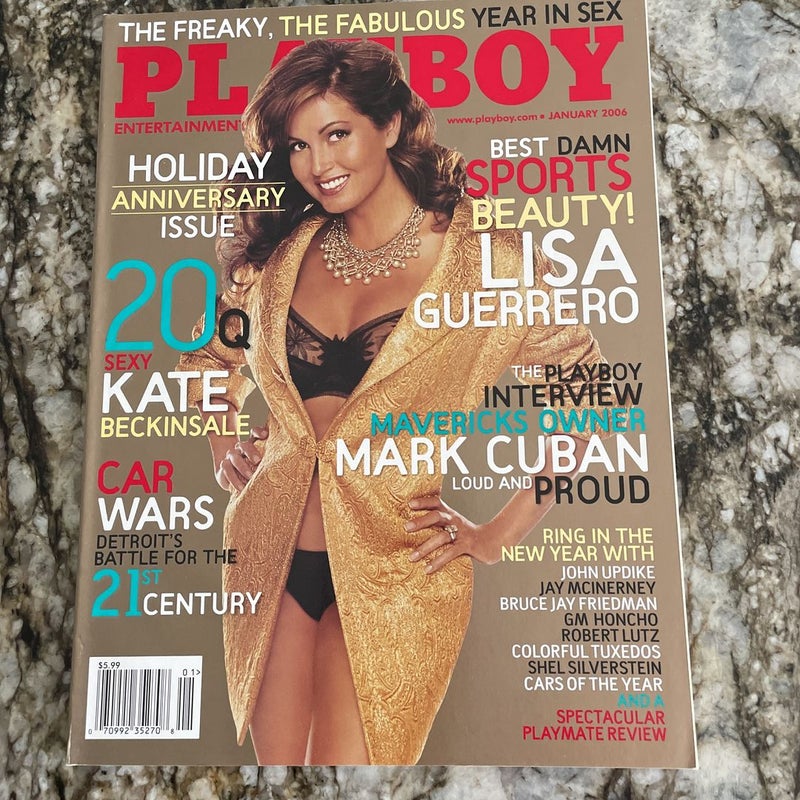 THE FREAKY, THE FABULOUS YEAR IN SEX
PLAYBOY
ENTERTAINMENT
www.playboy.com • JANUARY 2006
HOLIDAY
ANNIVERSARY
ISSUE
20Q
SEXY
KATE
BECKINSALE
CAR
WARS
DETROIT'S
BATTLE FOR THE
21ST
CENTURY
BEST DAMN
SPORTS
BEAUTY!
LISA
GUERRERO
THE PLAYBOY
INTERVIEW
MAVERICKS OWNER
MARK CUBAN
LOUD AND PROUD
RING IN THE
NEW YEAR WITH
JOHN UPDIKE
JAY MCINERNEY
BRUCE JAY FRIEDMAN
GM HONCHO
ROBERT LUTZ
COLORFUL TUXEDOS
SHEL SILVERSTEIN
CARS OF THE YEAR
AND A
SPECTACULAR
PLAYMATE REVIEW
$5.99
01>
0 70992 35270 8